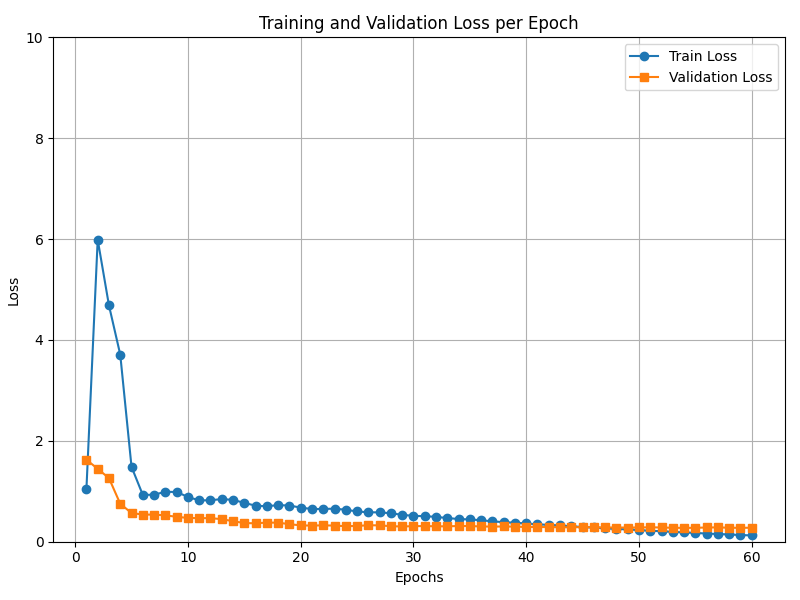 Training and Validation Loss per Epoch
Train Loss
Validation Loss
Loss
10
8
6
4
2
0
0 10 20 30 40 50 60
Epochs